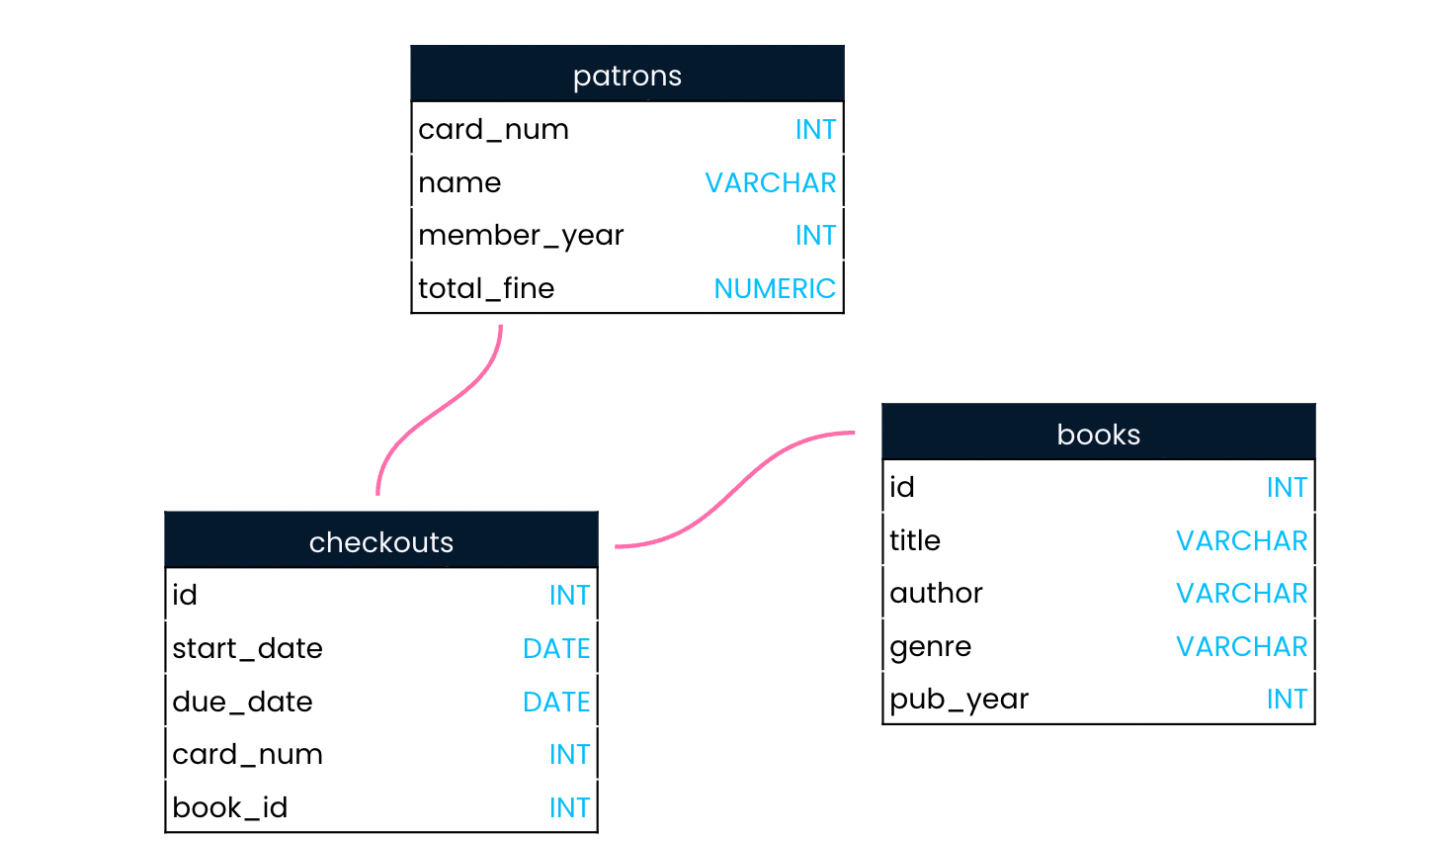 patrons
card_num INT
name VARCHAR
member_year INT
total_fine NUMERIC
checkouts
id INT
start_date DATE
due_date DATE
card_num INT
book_id INT
books
id INT
title VARCHAR
author VARCHAR
genre VARCHAR
pub_year INT